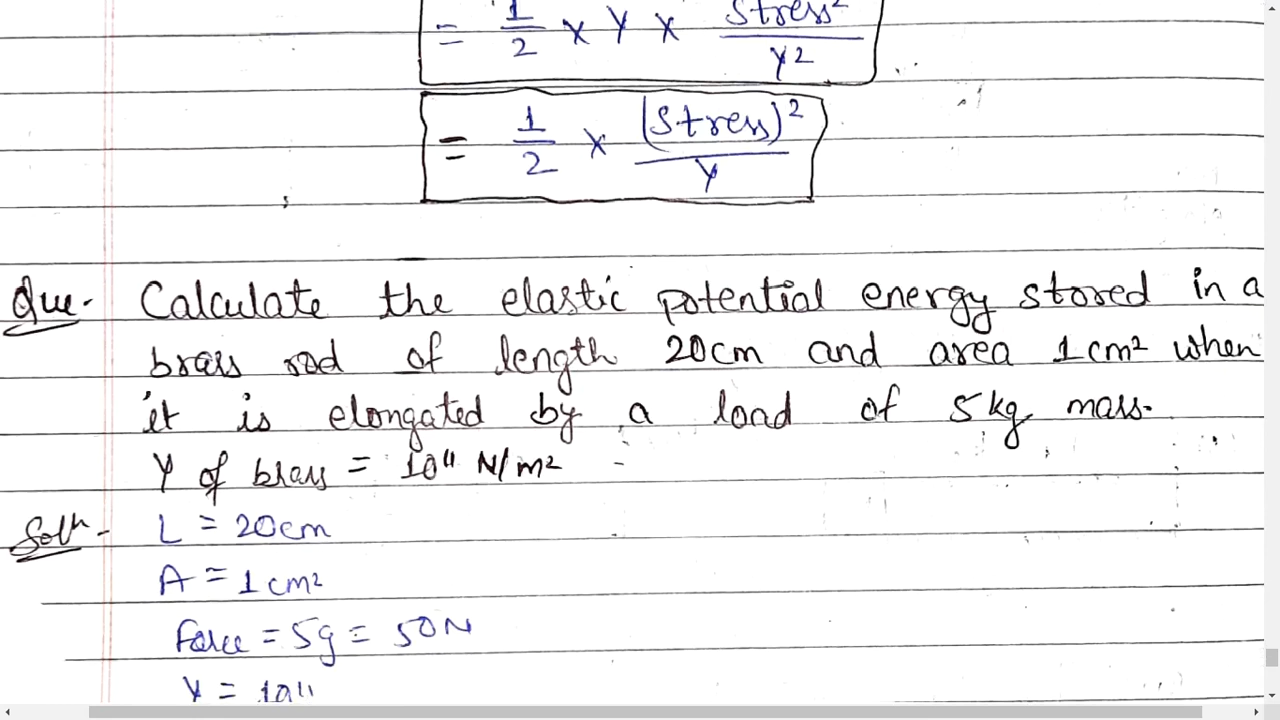 = 1/2 × Y × Stress²/Y²
= 1/2 × (Stress)²/Y
Que. Calculate the elastic potential energy stored in a
brass rod of length 20cm and area 1cm² when
it is elongated by a load of 5kg mass.
Y of brass = 10¹¹ N/m²
Solⁿ- L = 20cm
A = 1cm²
Force = 5g = 50N
Y = 10¹¹